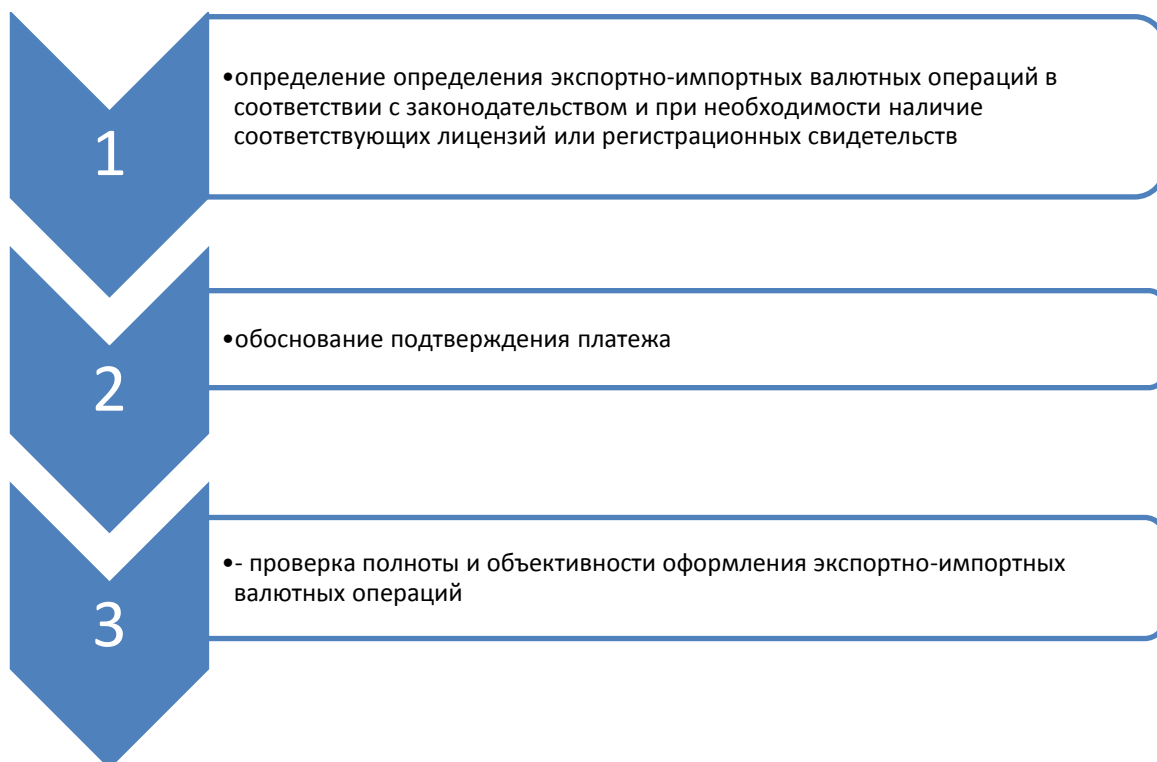 1
•определение определения экспортно-импортных валютных операций в
соответствии с законодательством и при необходимости наличие
соответствующих лицензий или регистрационных свидетельств
2
•обоснование подтверждения платежа
3
•- проверка полноты и объективности оформления экспортно-импортных
валютных операций